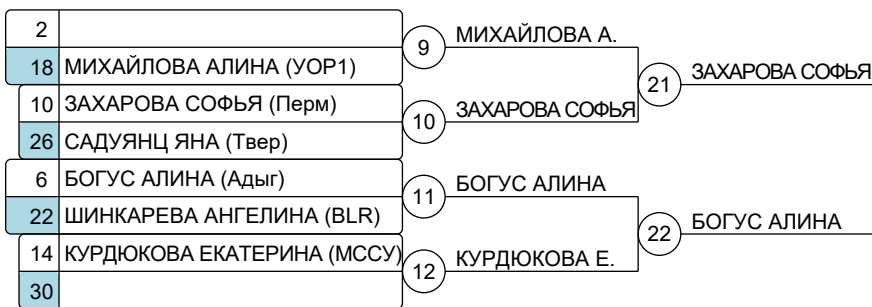 2
18 МИХАЙЛОВА АЛИНА (УОР1)
10 ЗАХАРОВА СОФЬЯ (Перм)
26 САДУЯНЦ ЯНА (Твер)
6 БОГУС АЛИНА (Адыг)
22 ШИНКАРЕВА АНГЕЛИНА (BLR)
14 КУРДЮКОВА ЕКАТЕРИНА (МССУ)
30
9 МИХАЙЛОВА А.
10 ЗАХАРОВА СОФЬЯ
11 БОГУС АЛИНА
12 КУРДЮКОВА Е.
21 ЗАХАРОВА СОФЬЯ
22 БОГУС АЛИНА